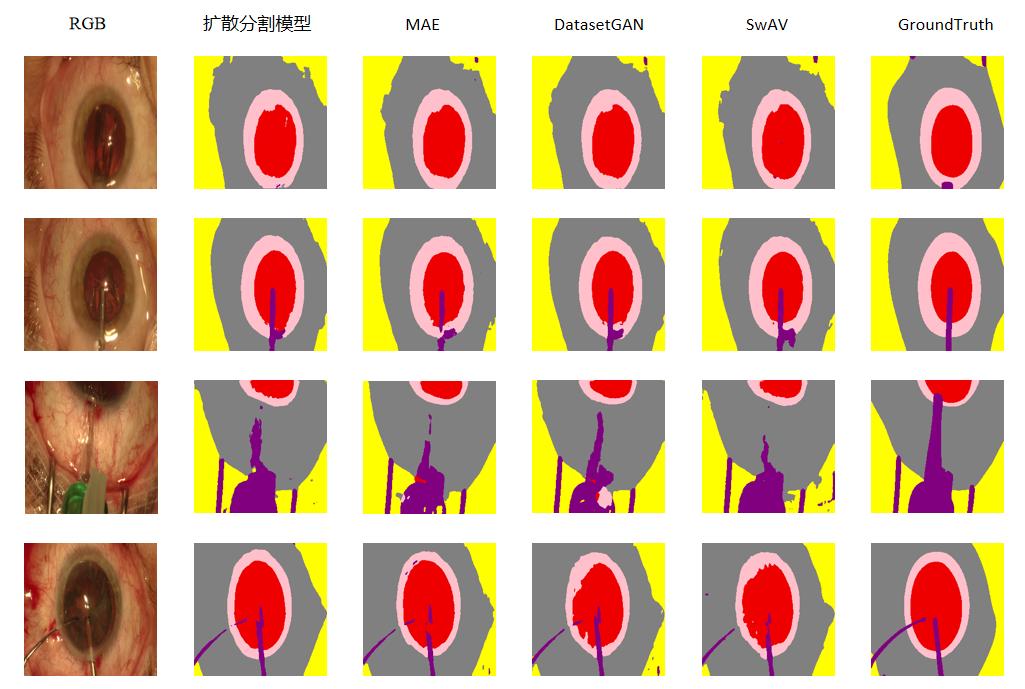 RGB
扩散分割模型
MAE
DatasetGAN
SwAV
GroundTruth